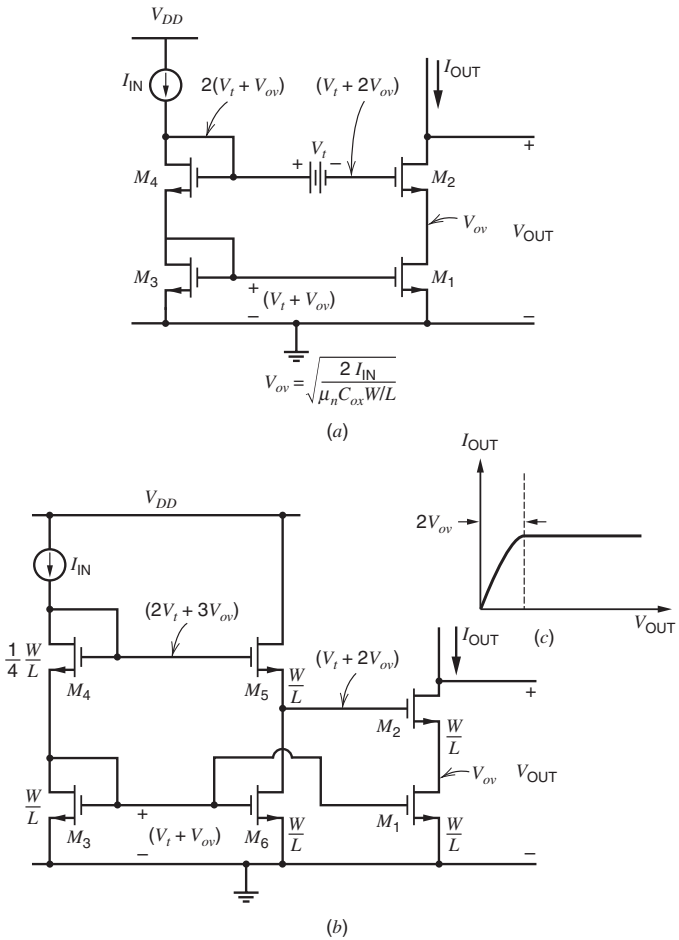 V_DD
I_IN
2(V_t + V_ov)
(V_t + 2V_ov)
I_OUT
+ V_t −
+
M_4
M_2
V_ov
V_OUT
M_3
M_1
+
(V_t + V_ov)
−
−
V_ov = √(2 I_IN / μ_n C_ox W/L)
(a)
I_OUT
2V_ov
V_OUT
(c)
V_DD
I_IN
(2V_t + 3V_ov)
1/4 W/L
M_4
M_5
W/L
(V_t + 2V_ov)
I_OUT
+
M_2
W/L
V_ov
V_OUT
W/L
M_3
+
(V_t + V_ov)
−
M_6
W/L
M_1
W/L
−
(b)